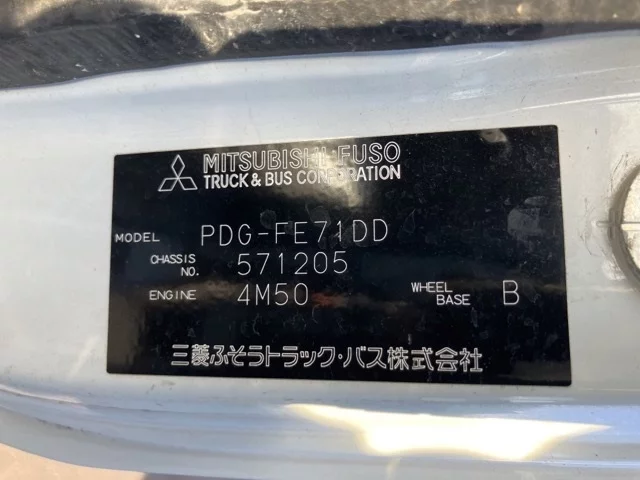 MITSUBISHI FUSO
TRUCK & BUS CORPORATION
MODEL PDG-FE71DD
CHASSIS NO. 571205
ENGINE 4M50 WHEEL BASE B
三菱ふそうトラック・バス株式会社